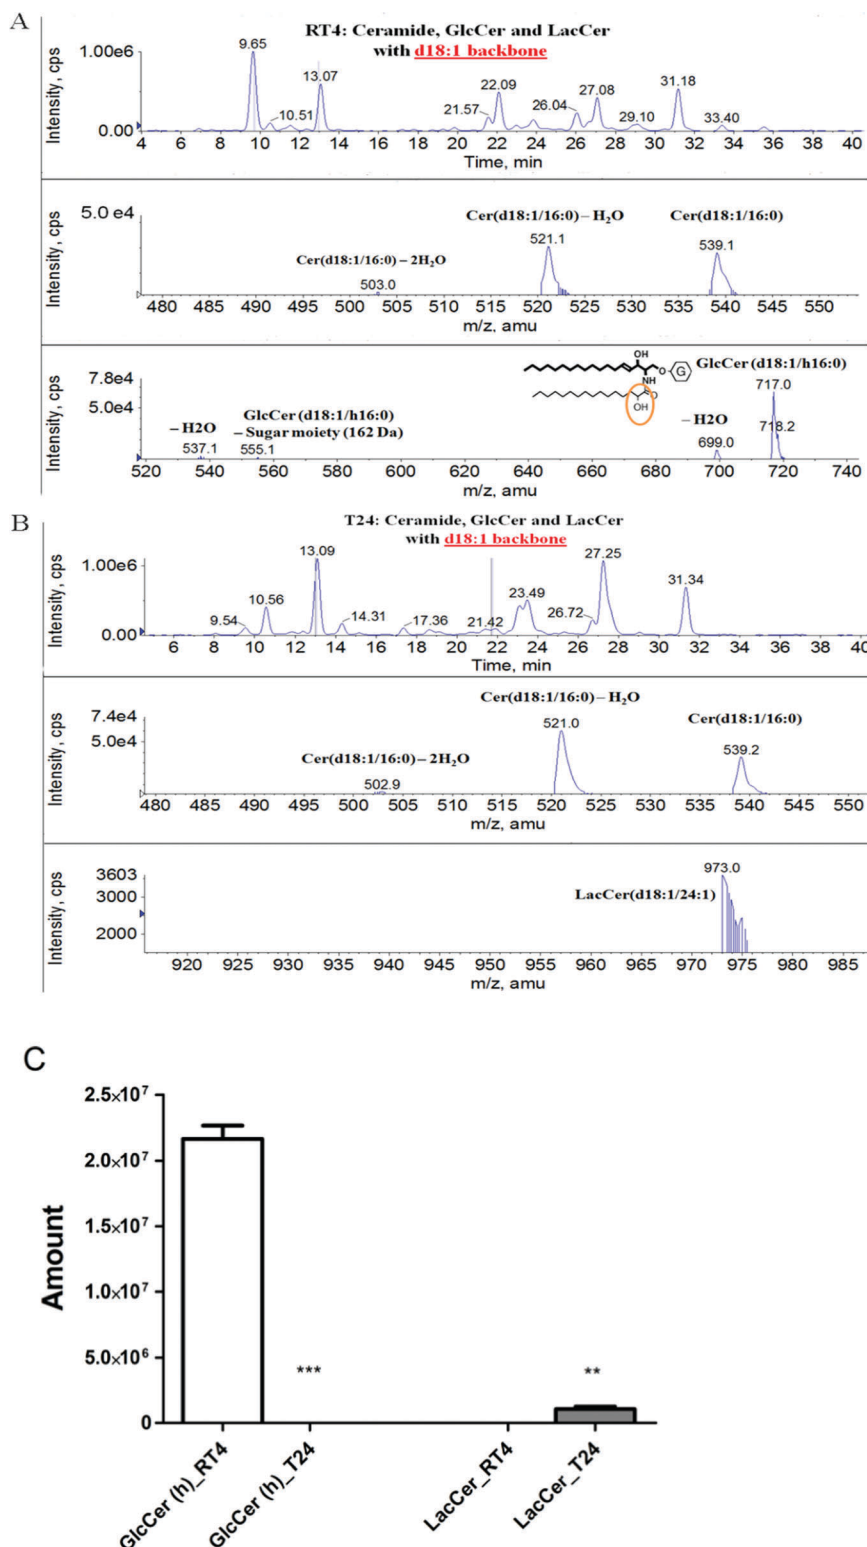 A
RT4: Ceramide, GlcCer and LacCer
with d18:1 backbone
Intensity, cps
1.00e6
0.00
9.65
10.51
13.07
21.57
22.09
26.04
27.08
29.10
31.18
33.40
4 6 8 10 12 14 16 18 20 22 24 26 28 30 32 34 36 38 40
Time, min
Intensity, cps
5.0 e4
0.0
Cer(d18:1/16:0) – 2H₂O
503.0
Cer(d18:1/16:0) – H₂O
521.1
Cer(d18:1/16:0)
539.1
480 485 490 495 500 505 510 515 520 525 530 535 540 545 550
m/z, amu
Intensity, cps
7.8e4
5.0e4
0.0
– H2O
537.1
GlcCer (d18:1/h16:0)
– Sugar moiety (162 Da)
555.1
OH
O
G
NH
O
OH
– H2O
699.0
GlcCer (d18:1/h16:0)
717.0
718.2
520 540 560 580 600 620 640 660 680 700 720 740
m/z, amu
B
T24: Ceramide, GlcCer and LacCer
with d18:1 backbone
Intensity, cps
1.00e6
0.00
9.54
10.56
13.09
14.31
17.36
21.42
23.49
26.72
27.25
31.34
6 8 10 12 14 16 18 20 22 24 26 28 30 32 34 36 38 40
Time, min
Intensity, cps
7.4e4
5.0e4
0.0
Cer(d18:1/16:0) – 2H₂O
502.9
Cer(d18:1/16:0) – H₂O
521.0
Cer(d18:1/16:0)
539.2
480 485 490 495 500 505 510 515 520 525 530 535 540 545 550
m/z, amu
Intensity, cps
3603
3000
2000
LacCer(d18:1/24:1)
973.0
920 925 930 935 940 945 950 955 960 965 970 975 980 985
m/z, amu
C
Amount
2.5×10⁷
2.0×10⁷
1.5×10⁷
1.0×10⁷
5.0×10⁶
0
***
**
GlcCer (h)_RT4
GlcCer (h)_T24
LacCer_RT4
LacCer_T24